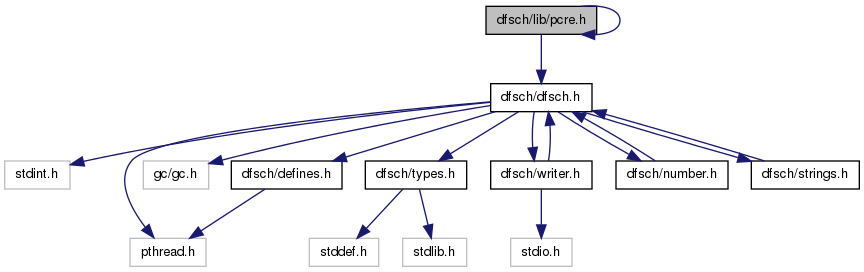 dfsch/lib/pcre.h
dfsch/dfsch.h
stdint.h
gc/gc.h
dfsch/defines.h
dfsch/types.h
dfsch/writer.h
dfsch/number.h
dfsch/strings.h
pthread.h
stddef.h
stdlib.h
stdio.h